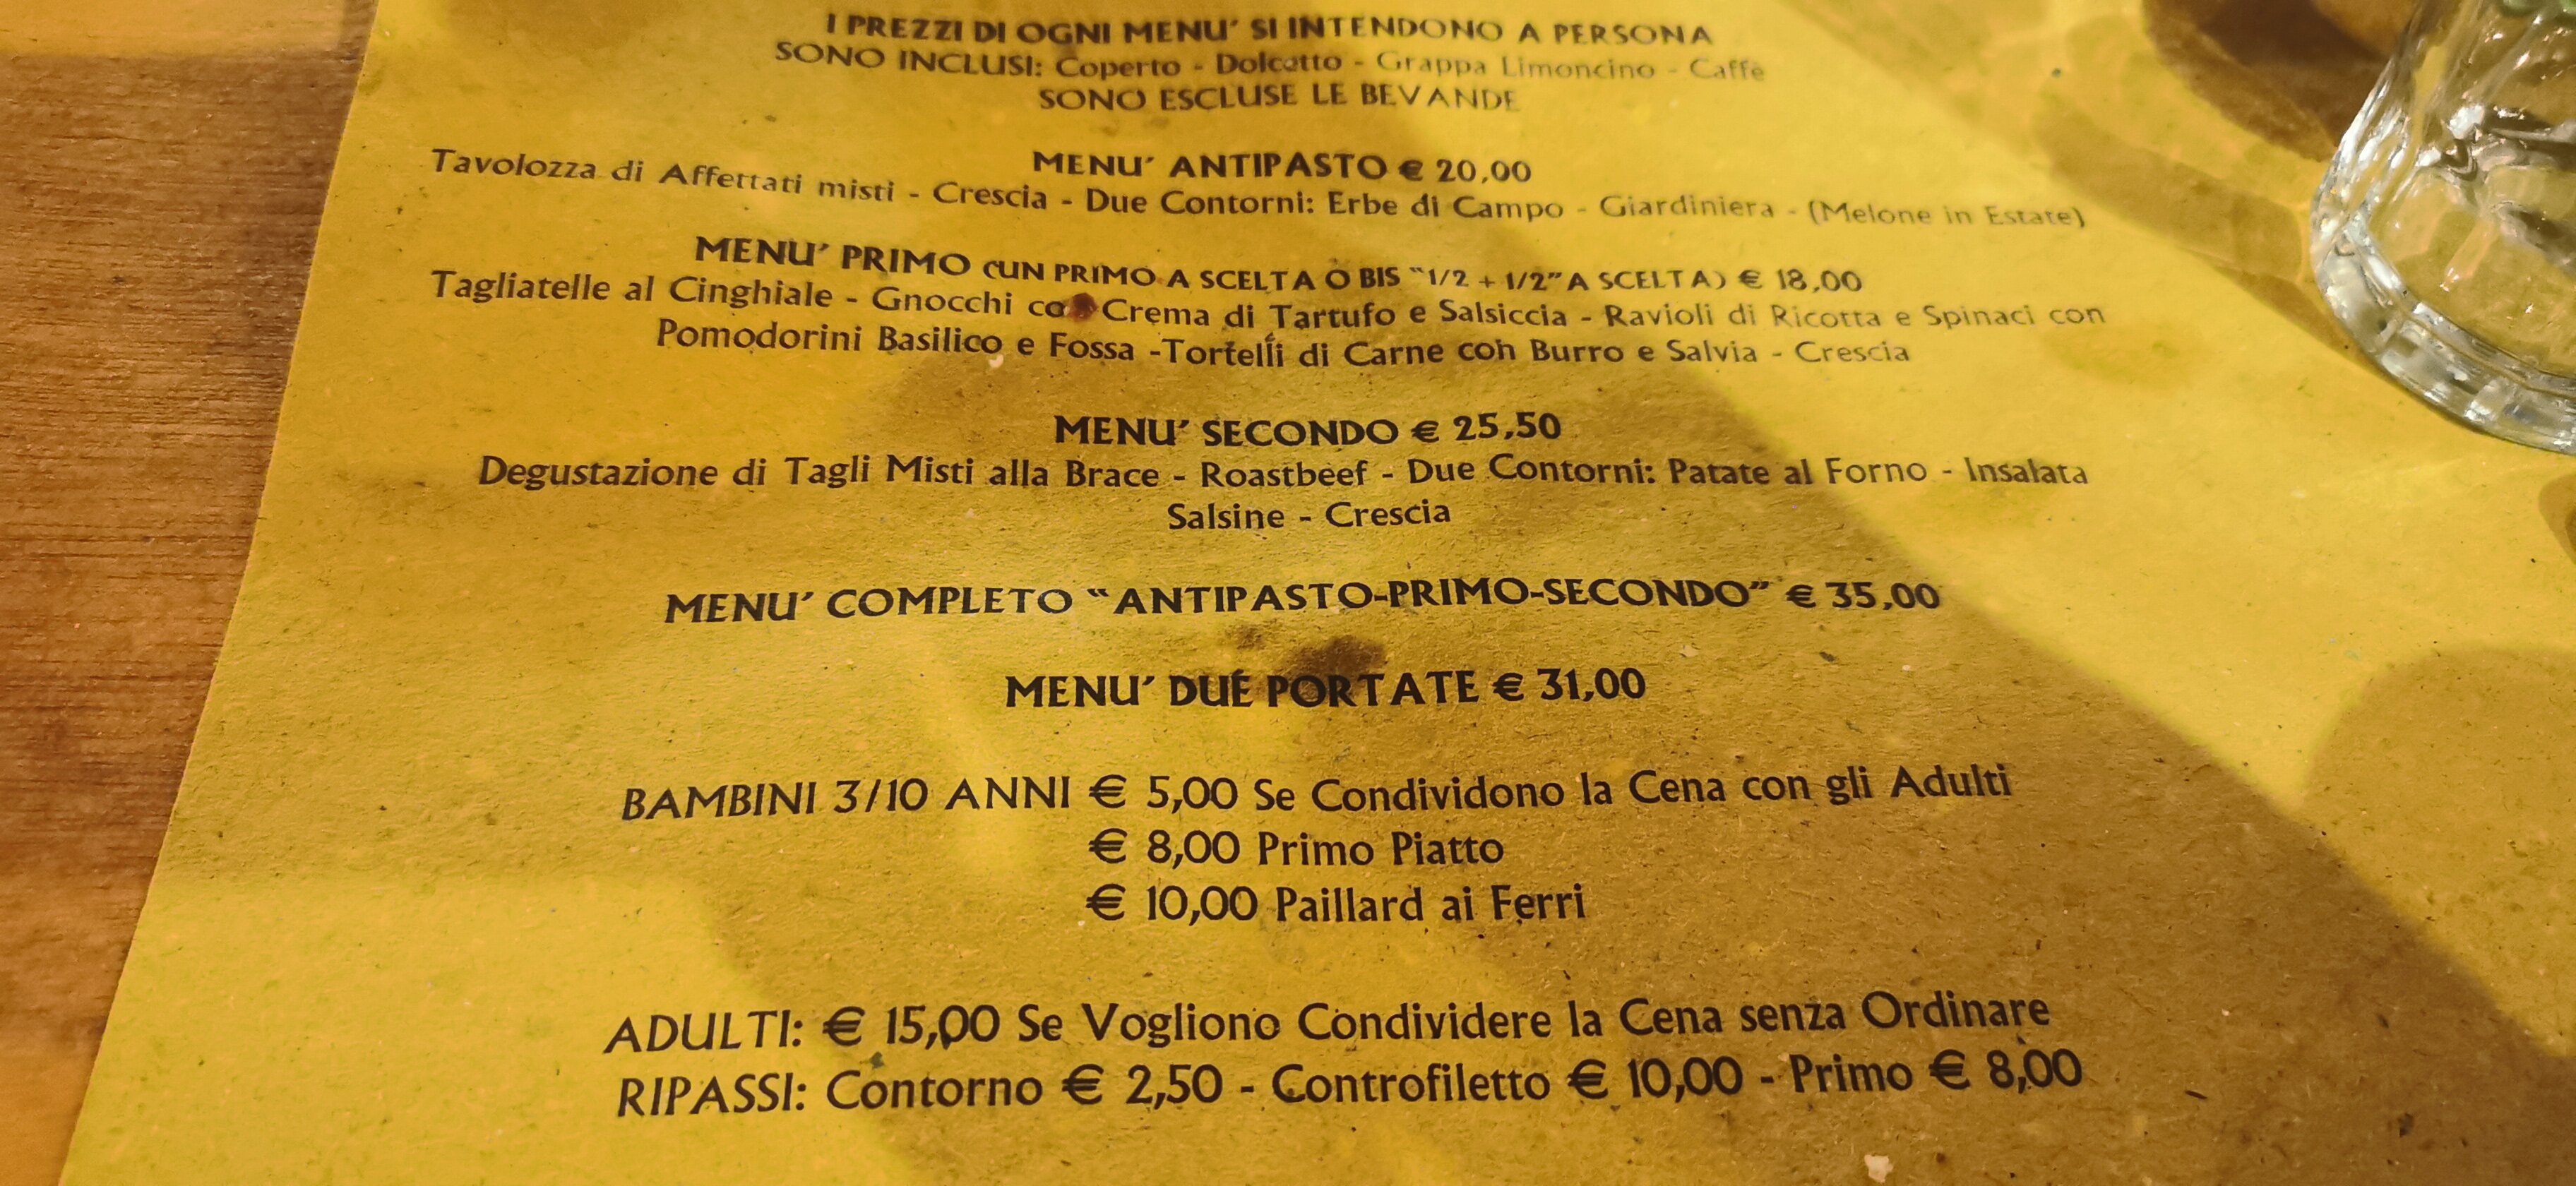 I PREZZI DI OGNI MENU' SI INTENDONO A PERSONA
SONO INCLUSI: Coperto - Dolcetto - Grappa Limoncino - Caffè
SONO ESCLUSE LE BEVANDE
MENU' ANTIPASTO € 20,00
Tavolozza di Affettati misti - Crescia - Due Contorni: Erbe di Campo - Giardiniera - (Melone in Estate)
MENU' PRIMO (UN PRIMO A SCELTA O BIS "1/2 + 1/2" A SCELTA) € 18,00
Tagliatelle al Cinghiale - Gnocchi Crema di Tartufo e Salsiccia - Ravioli di Ricotta e Spinaci con
Pomodorini Basilico e Fossa -Tortelli di Carne con Burro e Salvia - Crescia
MENU' SECONDO € 25,50
Degustazione di Tagli Misti alla Brace - Roastbeef - Due Contorni: Patate al Forno - Insalata
Salsine - Crescia
MENU' COMPLETO "ANTIPASTO-PRIMO-SECONDO" € 35,00
MENU' DUE PORTATE € 31,00
BAMBINI 3/10 ANNI € 5,00 Se Condividono la Cena con gli Adulti
€ 8,00 Primo Piatto
€ 10,00 Paillard ai Ferri
ADULTI: € 15,00 Se Vogliono Condividere la Cena senza Ordinare
RIPASSI: Contorno € 2,50 - Controfiletto € 10,00 - Primo € 8,00